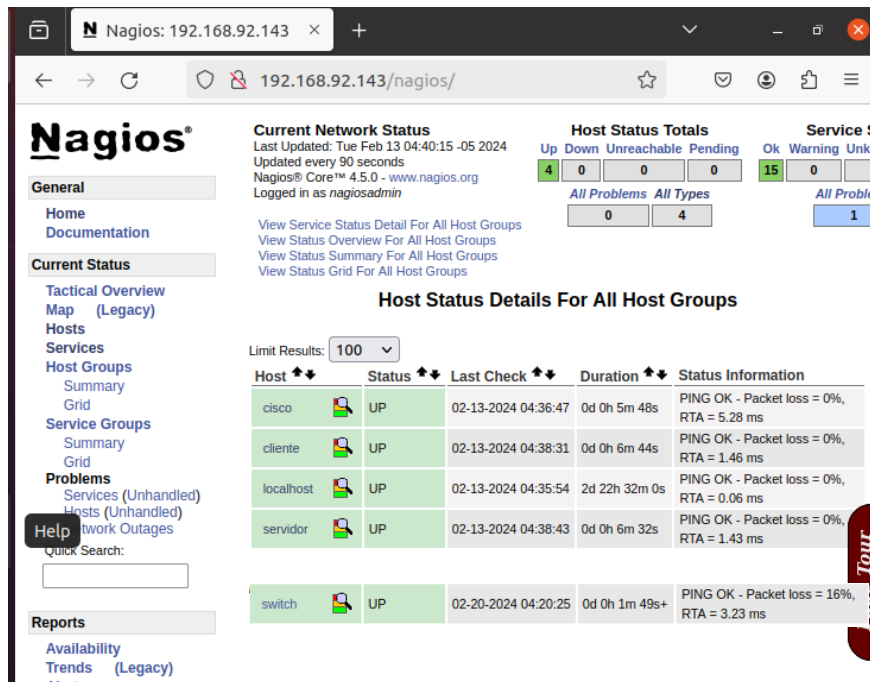 Nagios: 192.168.92.143
192.168.92.143/nagios/
Nagios®
General
Home
Documentation
Current Status
Tactical Overview
Map (Legacy)
Hosts
Services
Host Groups
Summary
Grid
Service Groups
Summary
Grid
Problems
Services (Unhandled)
Hosts (Unhandled)
Network Outages
Help
Quick Search:
Reports
Availability
Trends (Legacy)
Current Network Status
Last Updated: Tue Feb 13 04:40:15 -05 2024
Updated every 90 seconds
Nagios® Core™ 4.5.0 - www.nagios.org
Logged in as nagiosadmin
View Service Status Detail For All Host Groups
View Status Overview For All Host Groups
View Status Summary For All Host Groups
View Status Grid For All Host Groups
Host Status Totals
Up Down Unreachable Pending
4 0 0 0
All Problems All Types
0 4
Service S
Ok Warning Unk
15 0
All Proble
1
Host Status Details For All Host Groups
Limit Results: 100
Host Status Last Check Duration Status Information
cisco UP 02-13-2024 04:36:47 0d 0h 5m 48s PING OK - Packet loss = 0%,
RTA = 5.28 ms
cliente UP 02-13-2024 04:38:31 0d 0h 6m 44s PING OK - Packet loss = 0%,
RTA = 1.46 ms
localhost UP 02-13-2024 04:35:54 2d 22h 32m 0s PING OK - Packet loss = 0%,
RTA = 0.06 ms
servidor UP 02-13-2024 04:38:43 0d 0h 6m 32s PING OK - Packet loss = 0%,
RTA = 1.43 ms
switch UP 02-20-2024 04:20:25 0d 0h 1m 49s+ PING OK - Packet loss = 16%,
RTA = 3.23 ms
Tour